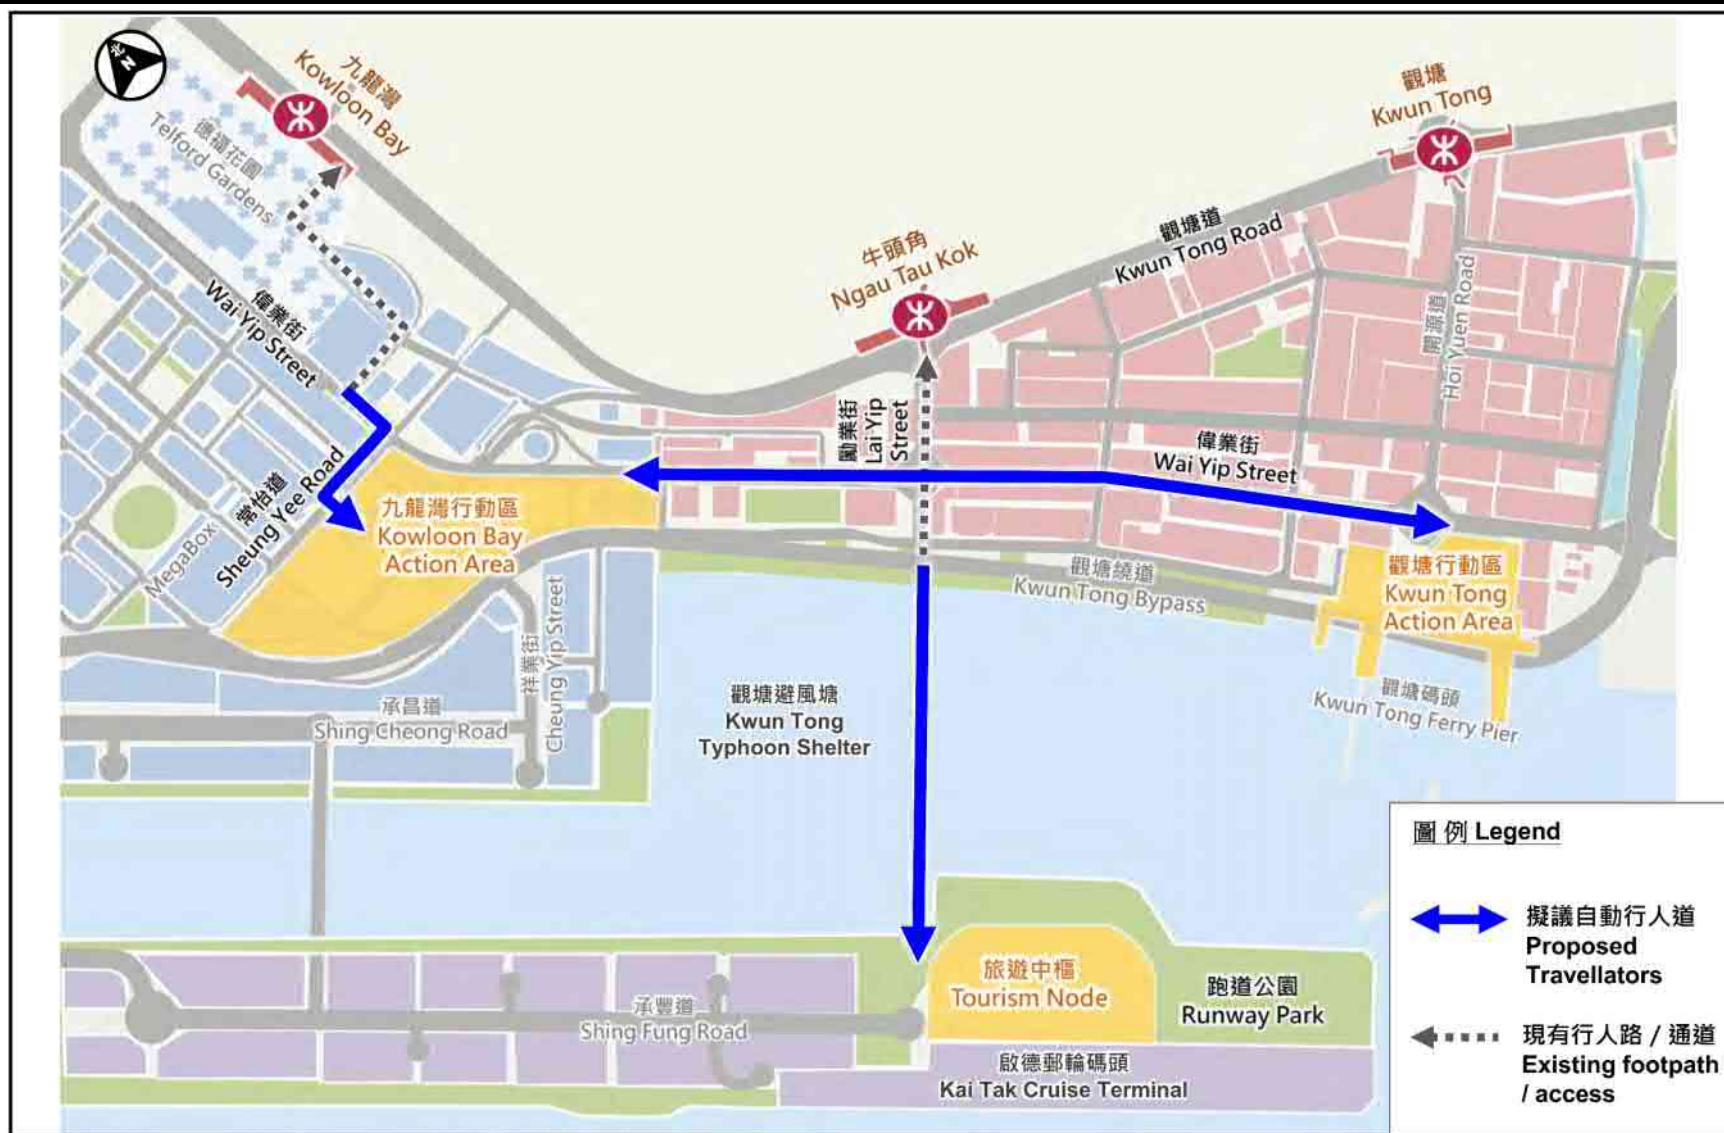 北
N
九龍灣
Kowloon Bay
德福花園
Telford Gardens
觀塘
Kwun Tong
牛頭角
Ngau Tau Kok
觀塘道
Kwun Tong Road
開源道
Hoi Yuen Road
偉業街
Wai Yip Street
勵業街
Lai Yip
Street
偉業街
Wai Yip Street
常怡道
Sheung Yee Road
MegaBox
九龍灣行動區
Kowloon Bay
Action Area
觀塘繞道
Kwun Tong Bypass
觀塘行動區
Kwun Tong
Action Area
祥業街
Cheung Yip Street
承昌道
Shing Cheong Road
觀塘避風塘
Kwun Tong
Typhoon Shelter
觀塘碼頭
Kwun Tong Ferry Pier
旅遊中樞
Tourism Node
跑道公園
Runway Park
承豐道
Shing Fung Road
啟德郵輪碼頭
Kai Tak Cruise Terminal
圖例 Legend
擬議自動行人道
Proposed
Travellators
現有行人路 / 通道
Existing footpath
/ access